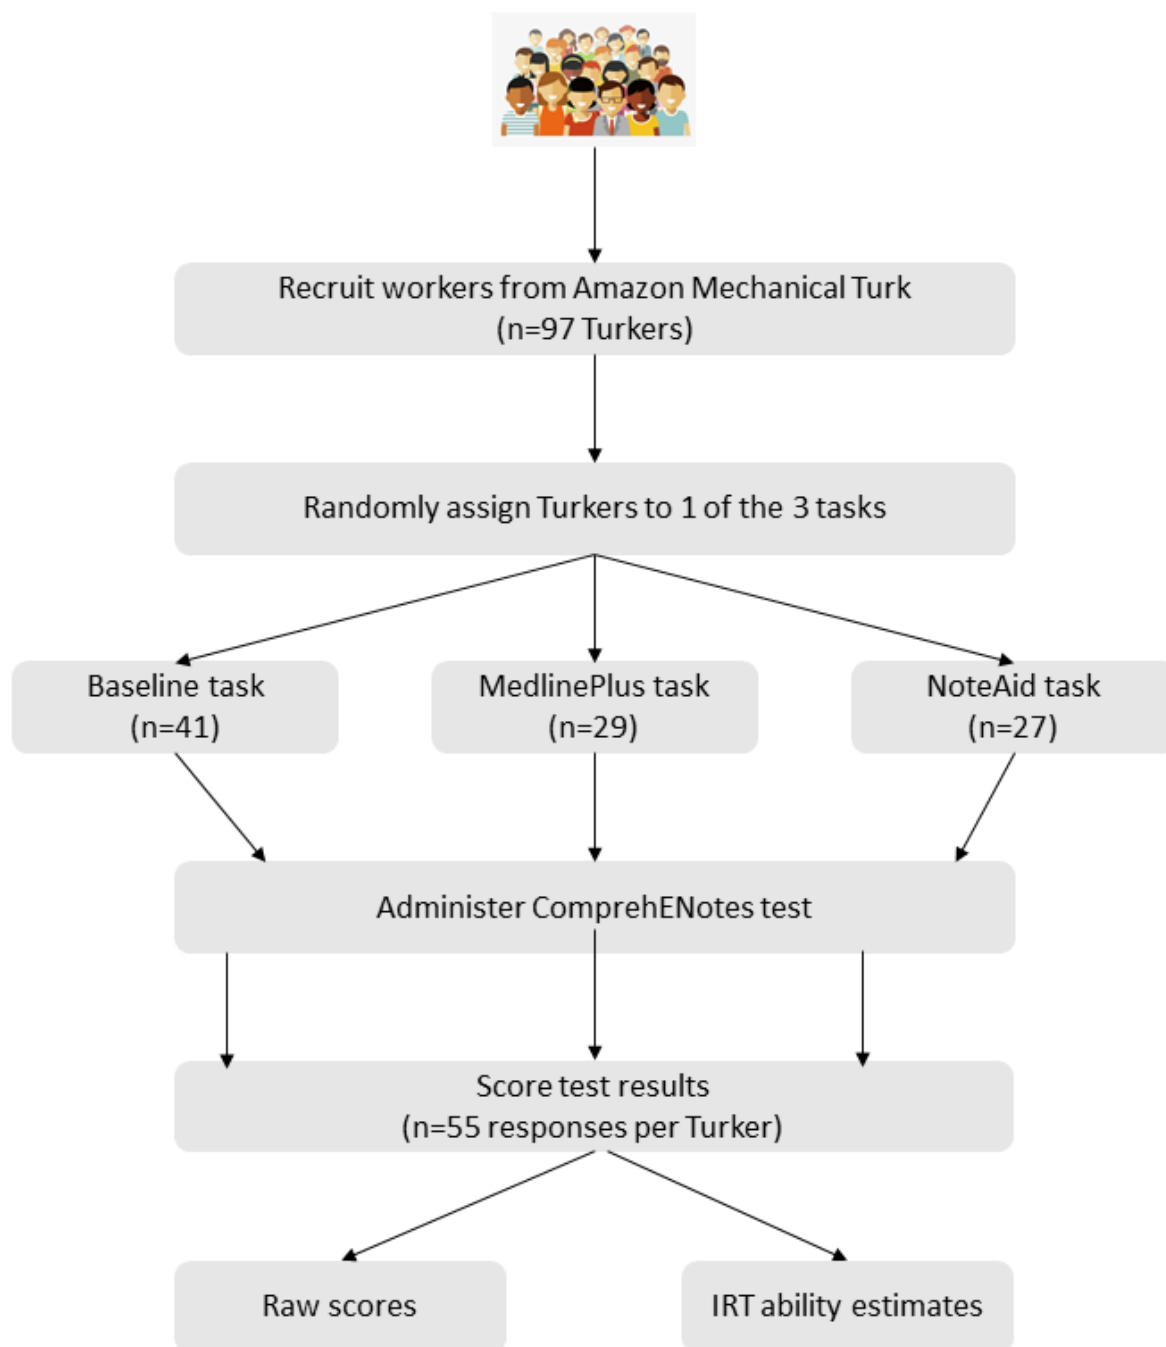 Recruit workers from Amazon Mechanical Turk
(n=97 Turkers)
Randomly assign Turkers to 1 of the 3 tasks
Baseline task
(n=41)
MedlinePlus task
(n=29)
NoteAid task
(n=27)
Administer ComprehENotes test
Score test results
(n=55 responses per Turker)
Raw scores
IRT ability estimates